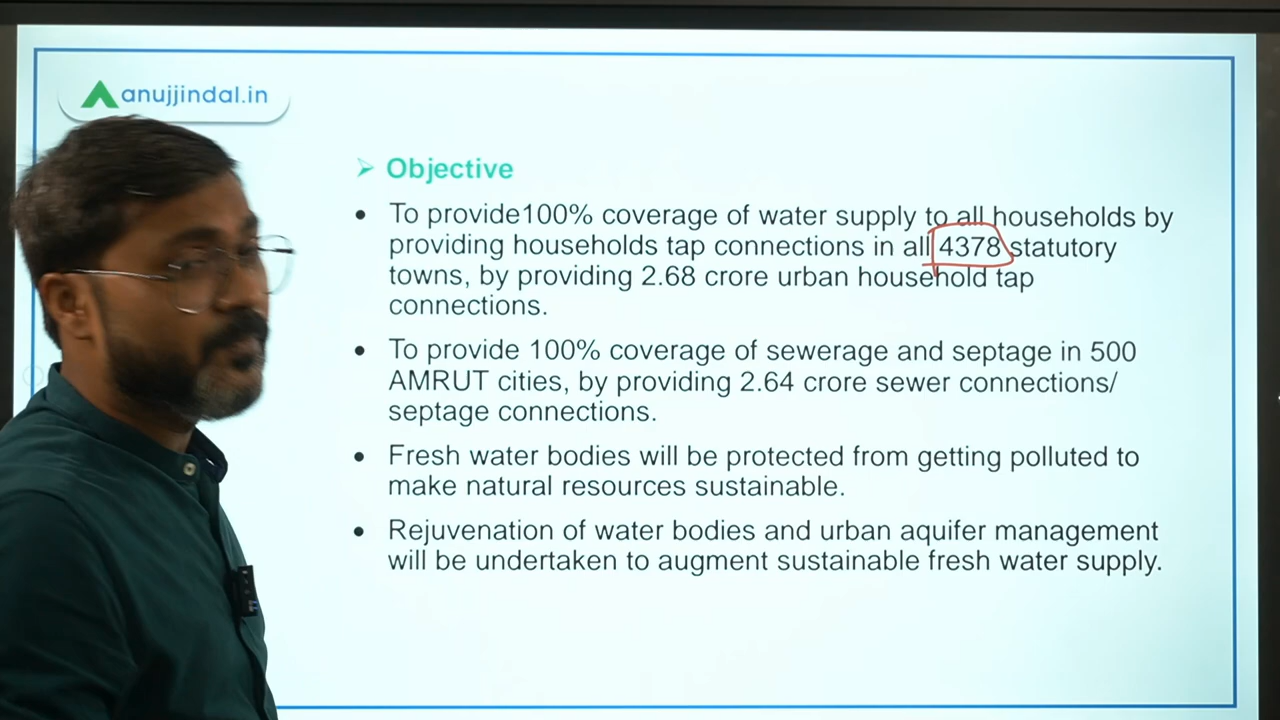 anujjindal.in
Objective
To provide100% coverage of water supply to all households by
providing households tap connections in all 4378 statutory
towns, by providing 2.68 crore urban household tap
connections.
To provide 100% coverage of sewerage and septage in 500
AMRUT cities, by providing 2.64 crore sewer connections/
septage connections.
Fresh water bodies will be protected from getting polluted to
make natural resources sustainable.
Rejuvenation of water bodies and urban aquifer management
will be undertaken to augment sustainable fresh water supply.